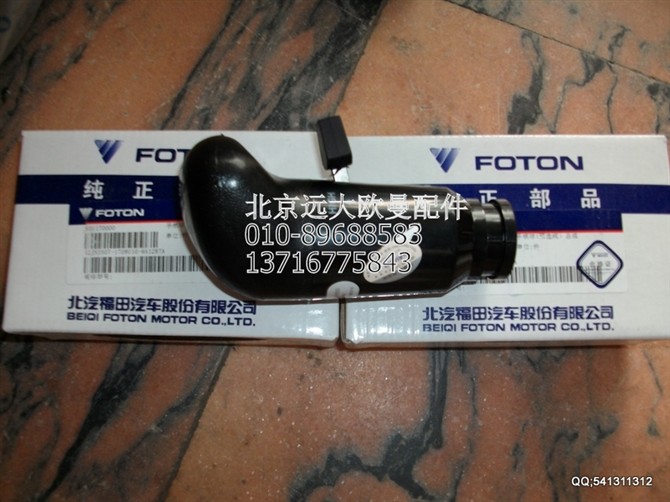 FOTON
纯正
FOTON
北汽福田汽车股份有限公司
BEIQI FOTON MOTOR CO.,LTD.
FOTON
正部品
北汽福田汽车股份有限公司
BEIQI FOTON MOTOR CO.,LTD.
北京远大欧曼配件
010-89688583
13716775843
QQ:541311312